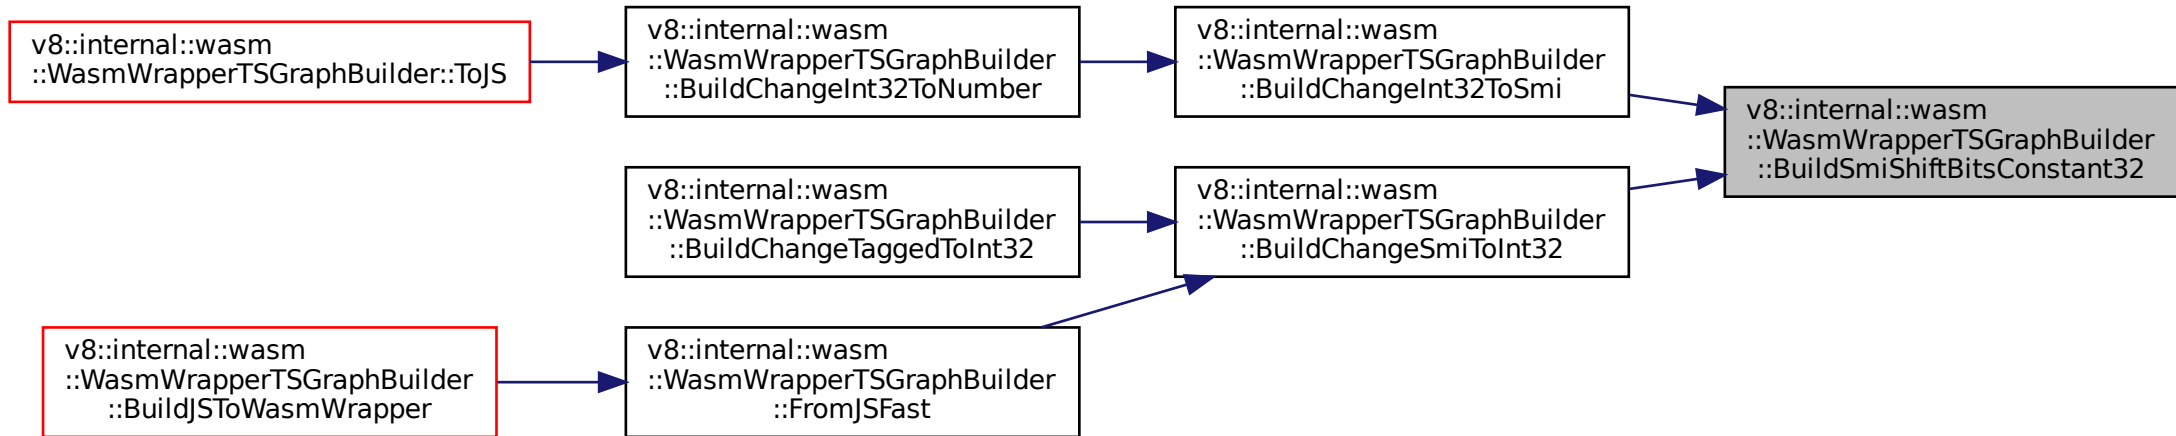 v8::internal::wasm
::WasmWrapperTSGraphBuilder::ToJS
v8::internal::wasm
::WasmWrapperTSGraphBuilder
::BuildChangeInt32ToNumber
v8::internal::wasm
::WasmWrapperTSGraphBuilder
::BuildChangeInt32ToSmi
v8::internal::wasm
::WasmWrapperTSGraphBuilder
::BuildSmiShiftBitsConstant32
v8::internal::wasm
::WasmWrapperTSGraphBuilder
::BuildChangeTaggedToInt32
v8::internal::wasm
::WasmWrapperTSGraphBuilder
::BuildChangeSmiToInt32
v8::internal::wasm
::WasmWrapperTSGraphBuilder
::BuildJSToWasmWrapper
v8::internal::wasm
::WasmWrapperTSGraphBuilder
::FromJSFast